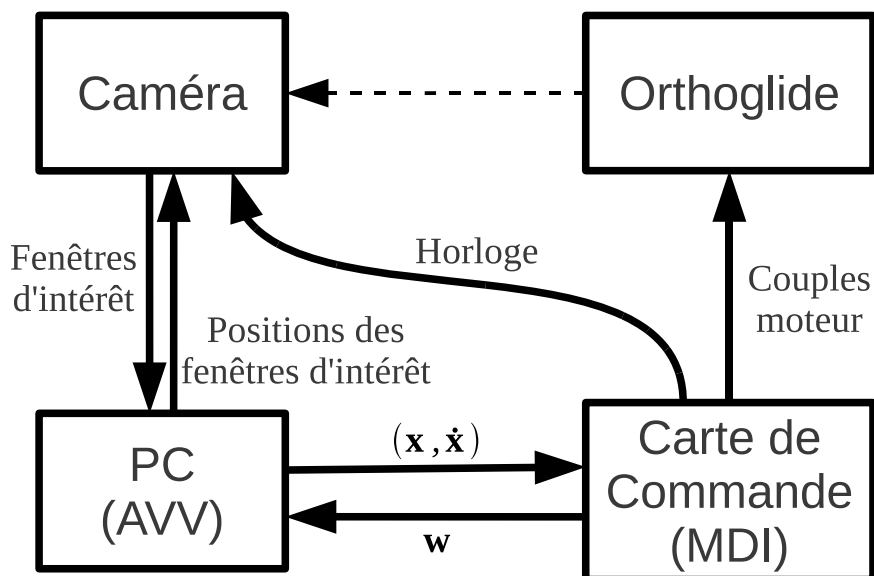 Caméra
Orthoglide
Horloge
Fenêtres
d'intérêt
Couples
moteur
Positions des
fenêtres d'intérêt
(x , ẋ)
PC
(AVV)
Carte de
Commande
(MDI)
w